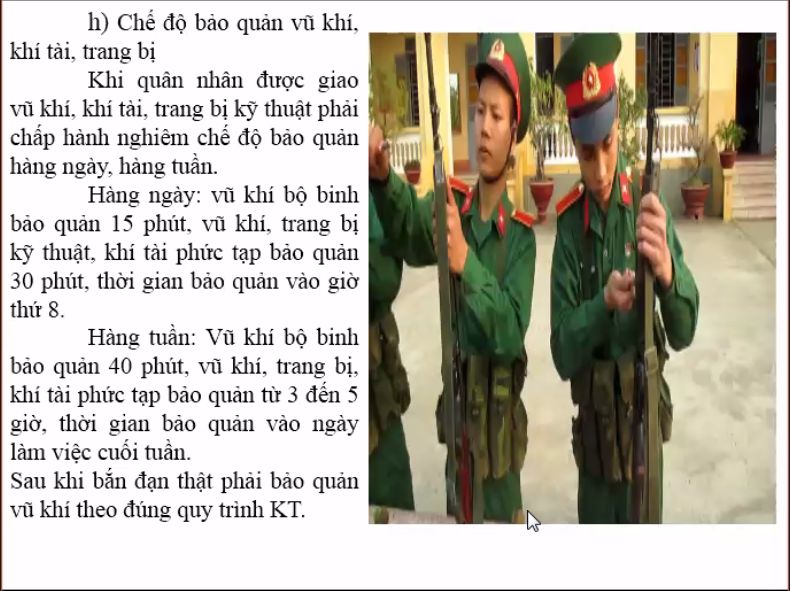 h) Chế độ bảo quản vũ khí,
khí tài, trang bị
Khi quân nhân được giao
vũ khí, khí tài, trang bị kỹ thuật phải
chấp hành nghiêm chế độ bảo quản
hàng ngày, hàng tuần.
Hàng ngày: vũ khí bộ binh
bảo quản 15 phút, vũ khí, trang bị
kỹ thuật, khí tài phức tạp bảo quản
30 phút, thời gian bảo quản vào giờ
thứ 8.
Hàng tuần: Vũ khí bộ binh
bảo quản 40 phút, vũ khí, trang bị,
khí tài phức tạp bảo quản từ 3 đến 5
giờ, thời gian bảo quản vào ngày
làm việc cuối tuần.
Sau khi bắn đạn thật phải bảo quản
vũ khí theo đúng quy trình KT.